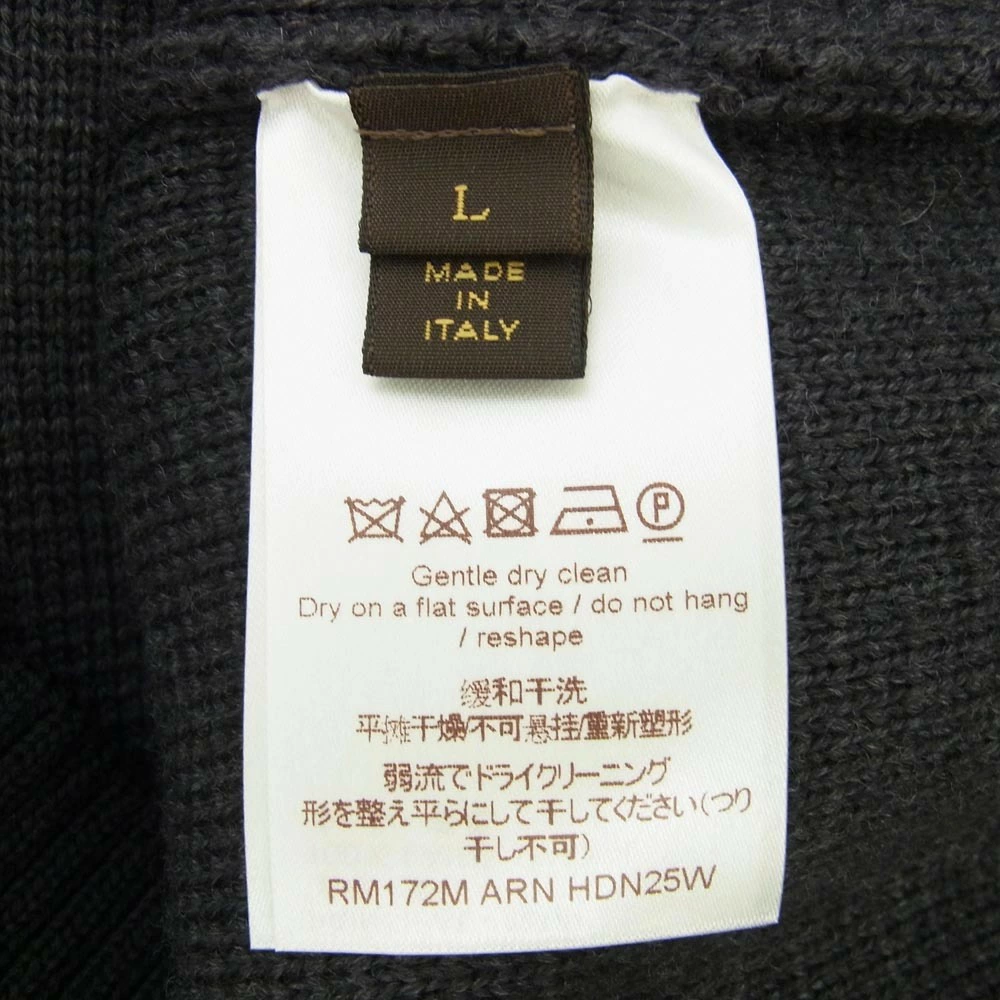 L
MADE
IN
ITALY
P
Gentle dry clean
Dry on a flat surface / do not hang
/ reshape
缓和干洗
平摊干燥/不可悬挂/重新塑形
弱流でドライクリーニング
形を整え平らにして干してください(つり
干し不可)
RM172M ARN HDN25W